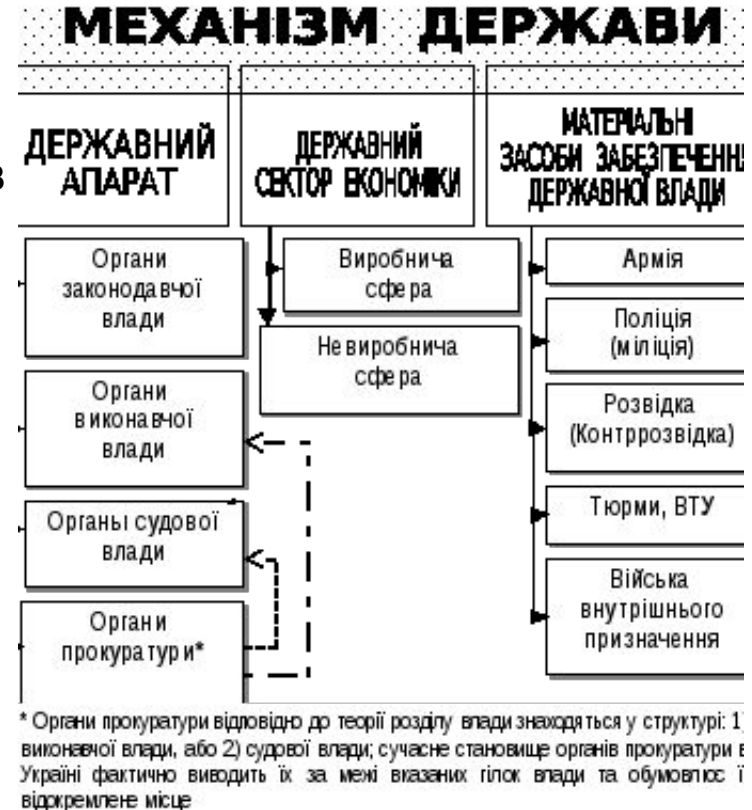 МЕХАНІЗМ ДЕРЖАВИ
ДЕРЖАВНИЙ
АПАРАТ
В
Органи
законодавчої
влади
Органи
виконавчої
влади
Органы судової
влади
Органи
прокуратури*
ДЕРЖАВНИЙ
СЕКТОР ЕКОНОМІКИ
Виробнича
сфера
Невиробнича
сфера
МАТЕРІАЛЬНІ
ЗАСОБИ ЗАБЕЗПЕЧЕННЯ
ДЕРЖАВНОЇ ВЛАДИ
Армія
Поліція
(міліція)
Розвідка
(Контррозвідка)
Тюрми, ВТУ
Війська
внутрішнього
призначення
* Органи прокуратури відповідно до теорії розділу влади знаходяться у структурі: 1)
виконавчої влади, або 2) судової влади; сучасне становище органів прокуратури в
Україні фактично виводить їх за межі вказаних гілок влади та обумовлює ї
відокремлене місце